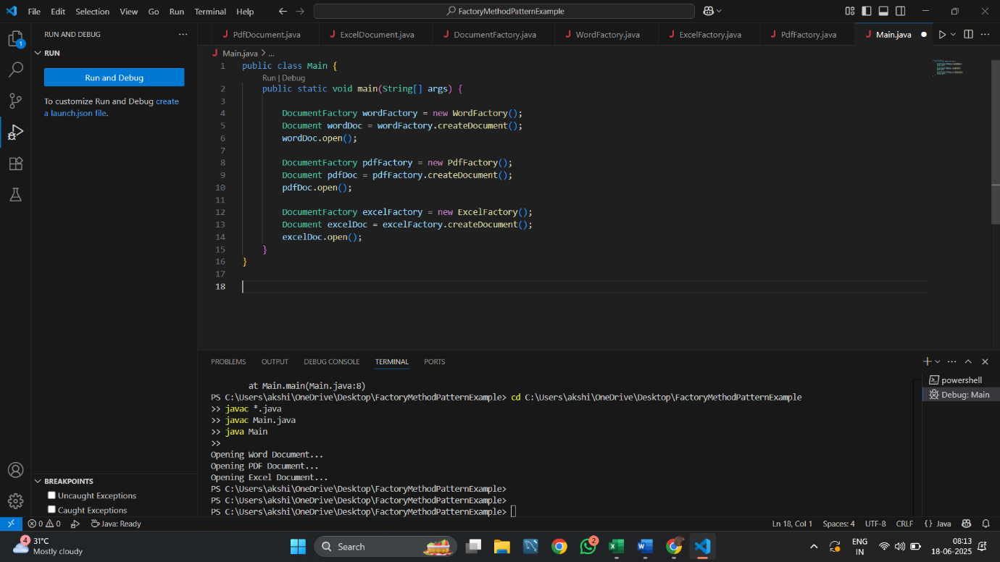 File Edit Selection View Go Run Terminal Help
FactoryMethodPatternExample
RUN AND DEBUG
RUN
Run and Debug
To customize Run and Debug create
a launch.json file.
PdfDocument.java ExcelDocument.java DocumentFactory.java WordFactory.java ExcelFactory.java PdfFactory.java Main.java
Main.java > ...
1 public class Main {
Run | Debug
2 public static void main(String[] args) {
3
4 DocumentFactory wordFactory = new WordFactory();
5 Document wordDoc = wordFactory.createDocument();
6 wordDoc.open();
7
8 DocumentFactory pdfFactory = new PdfFactory();
9 Document pdfDoc = pdfFactory.createDocument();
10 pdfDoc.open();
11
12 DocumentFactory excelFactory = new ExcelFactory();
13 Document excelDoc = excelFactory.createDocument();
14 excelDoc.open();
15 }
16 }
17
18
PROBLEMS OUTPUT DEBUG CONSOLE TERMINAL PORTS
at Main.main(Main.java:8)
PS C:\Users\akshi\OneDrive\Desktop\FactoryMethodPatternExample> cd C:\Users\akshi\OneDrive\Desktop\FactoryMethodPatternExample
>> javac *.java
>> javac Main.java
>> java Main
>>
Opening Word Document...
Opening PDF Document...
Opening Excel Document...
PS C:\Users\akshi\OneDrive\Desktop\FactoryMethodPatternExample>
PS C:\Users\akshi\OneDrive\Desktop\FactoryMethodPatternExample>
PS C:\Users\akshi\OneDrive\Desktop\FactoryMethodPatternExample>
powershell
Debug: Main
1
BREAKPOINTS
Uncaught Exceptions
Caught Exceptions
0 0 Java: Ready
Ln 18, Col 1 Spaces: 4 UTF-8 CRLF {} Java
4
31°C
Mostly cloudy
Search
2
ENG
IN
08:13
18-06-2025